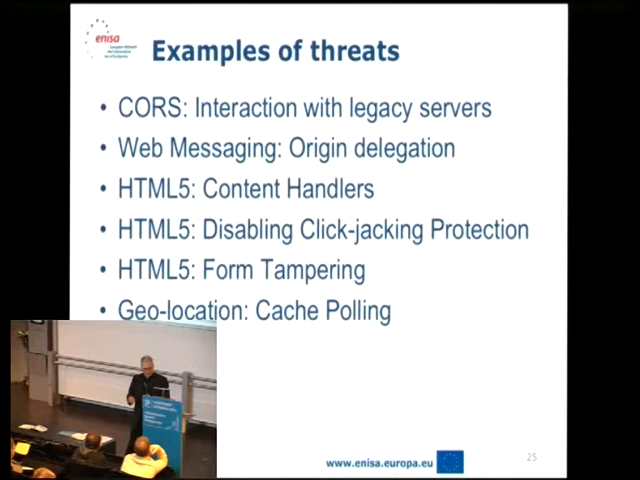 enisa
Examples of threats
• CORS: Interaction with legacy servers
• Web Messaging: Origin delegation
• HTML5: Content Handlers
• HTML5: Disabling Click-jacking Protection
• HTML5: Form Tampering
• Geo-location: Cache Polling
www.enisa.europa.eu
25